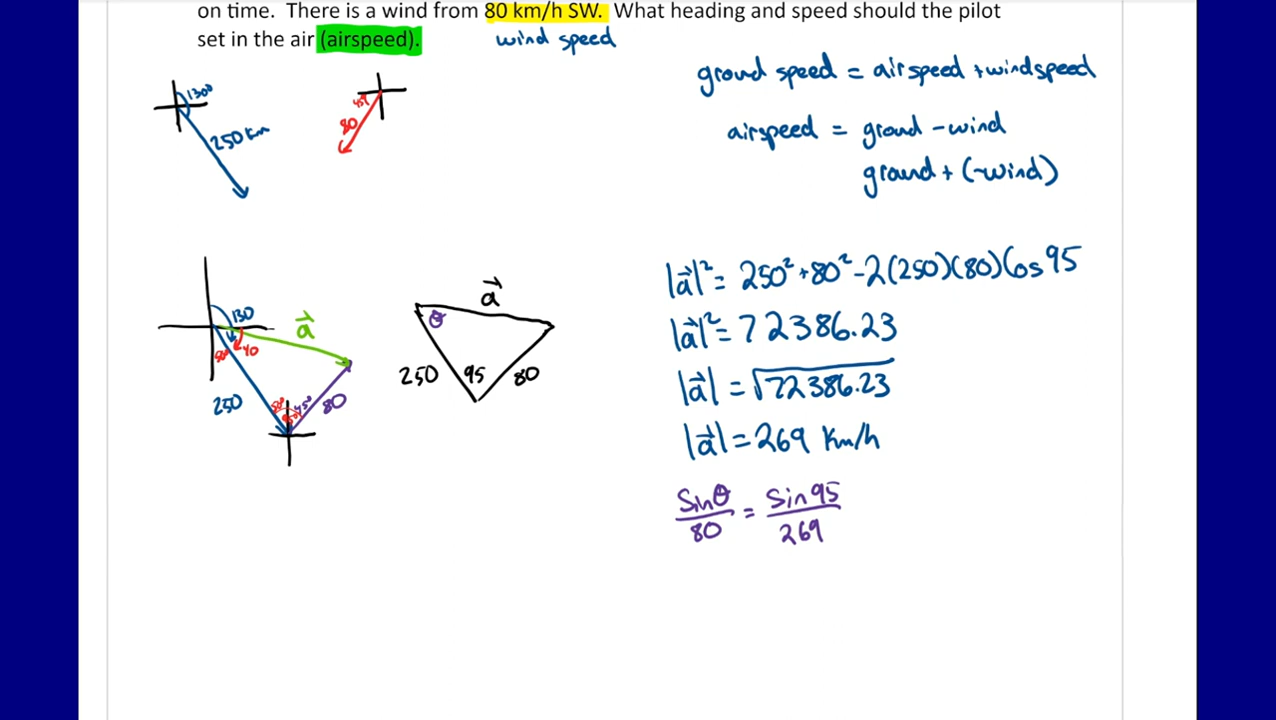 on time. There is a wind from 80 km/h SW. What heading and speed should the pilot
set in the air (airspeed).
wind speed
ground speed = airspeed + windspeed
130°
250 km
45°
80
airspeed = ground - wind
ground + (-wind)
|a⃗|² = 250² + 80² - 2(250)(80) Cos 95
130
a⃗
50
40
250
50°
45°
80
a⃗
θ
250
95
80
|a⃗|² = 72386.23
|a⃗| = √72386.23
|a⃗| = 269 Km/h
Sinθ/80 = Sin 95/269